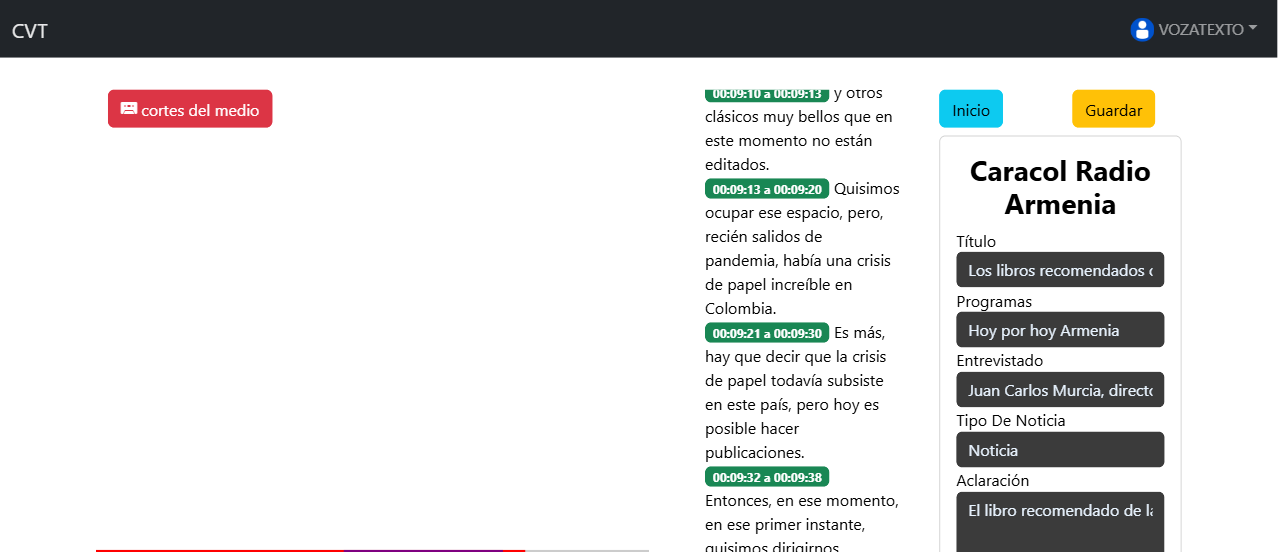 CVT
VOZATEXTO
cortes del medio
00:09:10 a 00:09:13 y otros
clásicos muy bellos que en
este momento no están
editados.
00:09:13 a 00:09:20 Quisimos
ocupar ese espacio, pero,
recién salidos de
pandemia, había una crisis
de papel increíble en
Colombia.
00:09:21 a 00:09:30 Es más,
hay que decir que la crisis
de papel todavía subsiste
en este país, pero hoy es
posible hacer
publicaciones.
00:09:32 a 00:09:38
Entonces, en ese momento,
en ese primer instante,
quisimos dirigirnos
Inicio
Guardar
Caracol Radio
Armenia
Título
Los libros recomendados
Programas
Hoy por hoy Armenia
Entrevistado
Juan Carlos Murcia, directo
Tipo De Noticia
Noticia
Aclaración
El libro recomendado de la